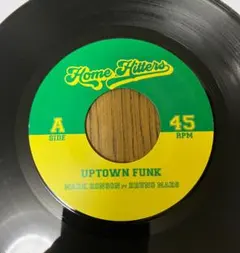 Home Hitters
A 45
SIDE RPM
UPTOWN FUNK
MARK RONSON FT BRUNO MARS